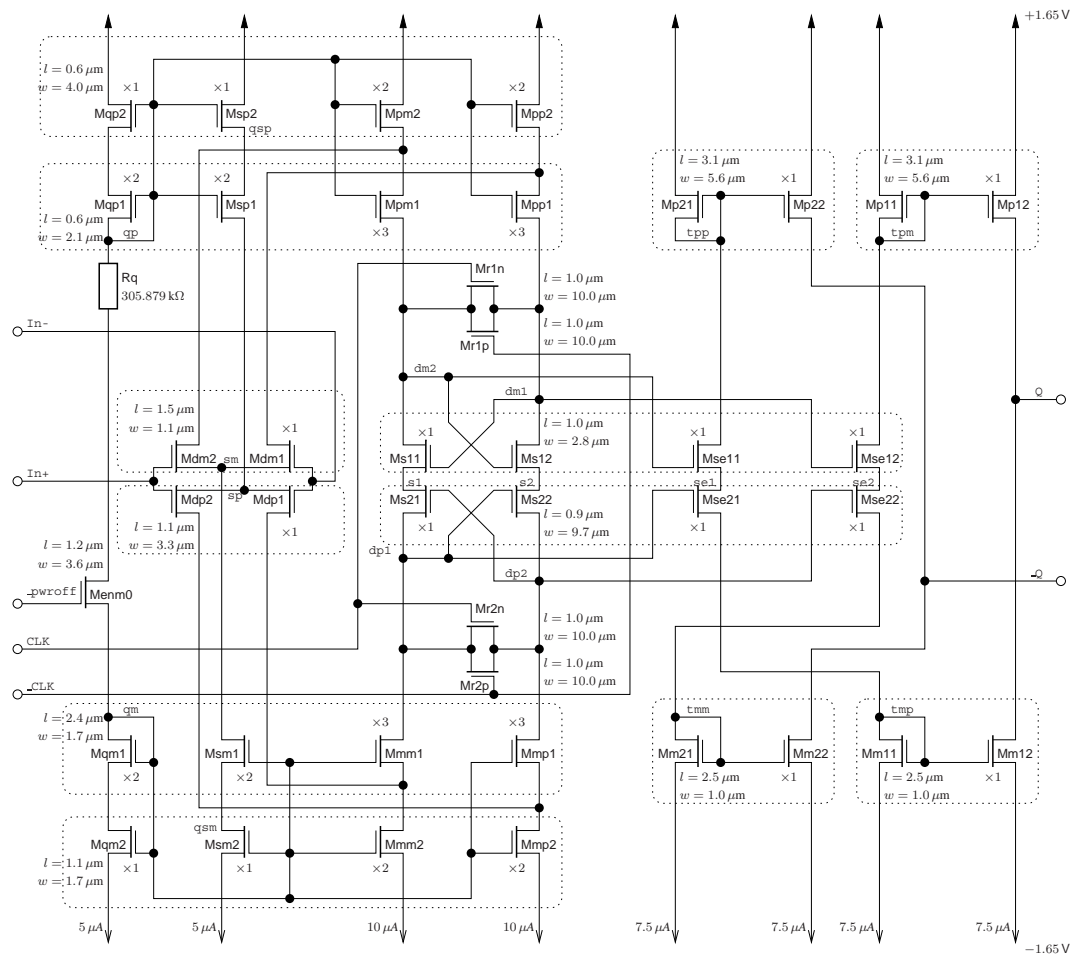 +1.65 V
l = 0.6 μm
w = 4.0 μm
×1
×1
×2
×2
Mqp2
Msp2
Mpm2
Mpp2
qsp
l = 3.1 μm
w = 5.6 μm
×1
l = 3.1 μm
w = 5.6 μm
×1
×2
×2
Mqp1
Msp1
Mpm1
Mpp1
Mp21
Mp22
Mp11
Mp12
l = 0.6 μm
w = 2.1 μm
qp
×3
×3
tpp
tpm
Rq
305.879 kΩ
Mr1n
l = 1.0 μm
w = 10.0 μm
In-
l = 1.0 μm
w = 10.0 μm
Mr1p
dm2
dm1
Q
l = 1.5 μm
w = 1.1 μm
×1
l = 1.0 μm
w = 2.8 μm
×1
×1
Mdm2
sm
Mdm1
Ms11
Ms12
Mse11
Mse12
In+
s1
s2
se1
se2
sp
Mdp2
Mdp1
Ms21
Ms22
Mse21
Mse22
l = 1.1 μm
w = 3.3 μm
×1
×1
l = 0.9 μm
w = 9.7 μm
l = 1.2 μm
w = 3.6 μm
dp1
dp2
_Q
_pwroff
Menm0
Mr2n
l = 1.0 μm
w = 10.0 μm
CLK
l = 1.0 μm
w = 10.0 μm
_CLK
Mr2p
l = 2.4 μm
w = 1.7 μm
qm
×3
×3
tmm
tmp
Mqm1
Msm1
Mmm1
Mmp1
Mm21
Mm22
Mm11
Mm12
×2
×2
l = 2.5 μm
w = 1.0 μm
×1
l = 2.5 μm
w = 1.0 μm
×1
qsm
Mqm2
Msm2
Mmm2
Mmp2
l = 1.1 μm
w = 1.7 μm
×1
×1
×2
×2
5 μA
5 μA
10 μA
10 μA
7.5 μA
7.5 μA
7.5 μA
7.5 μA
−1.65 V